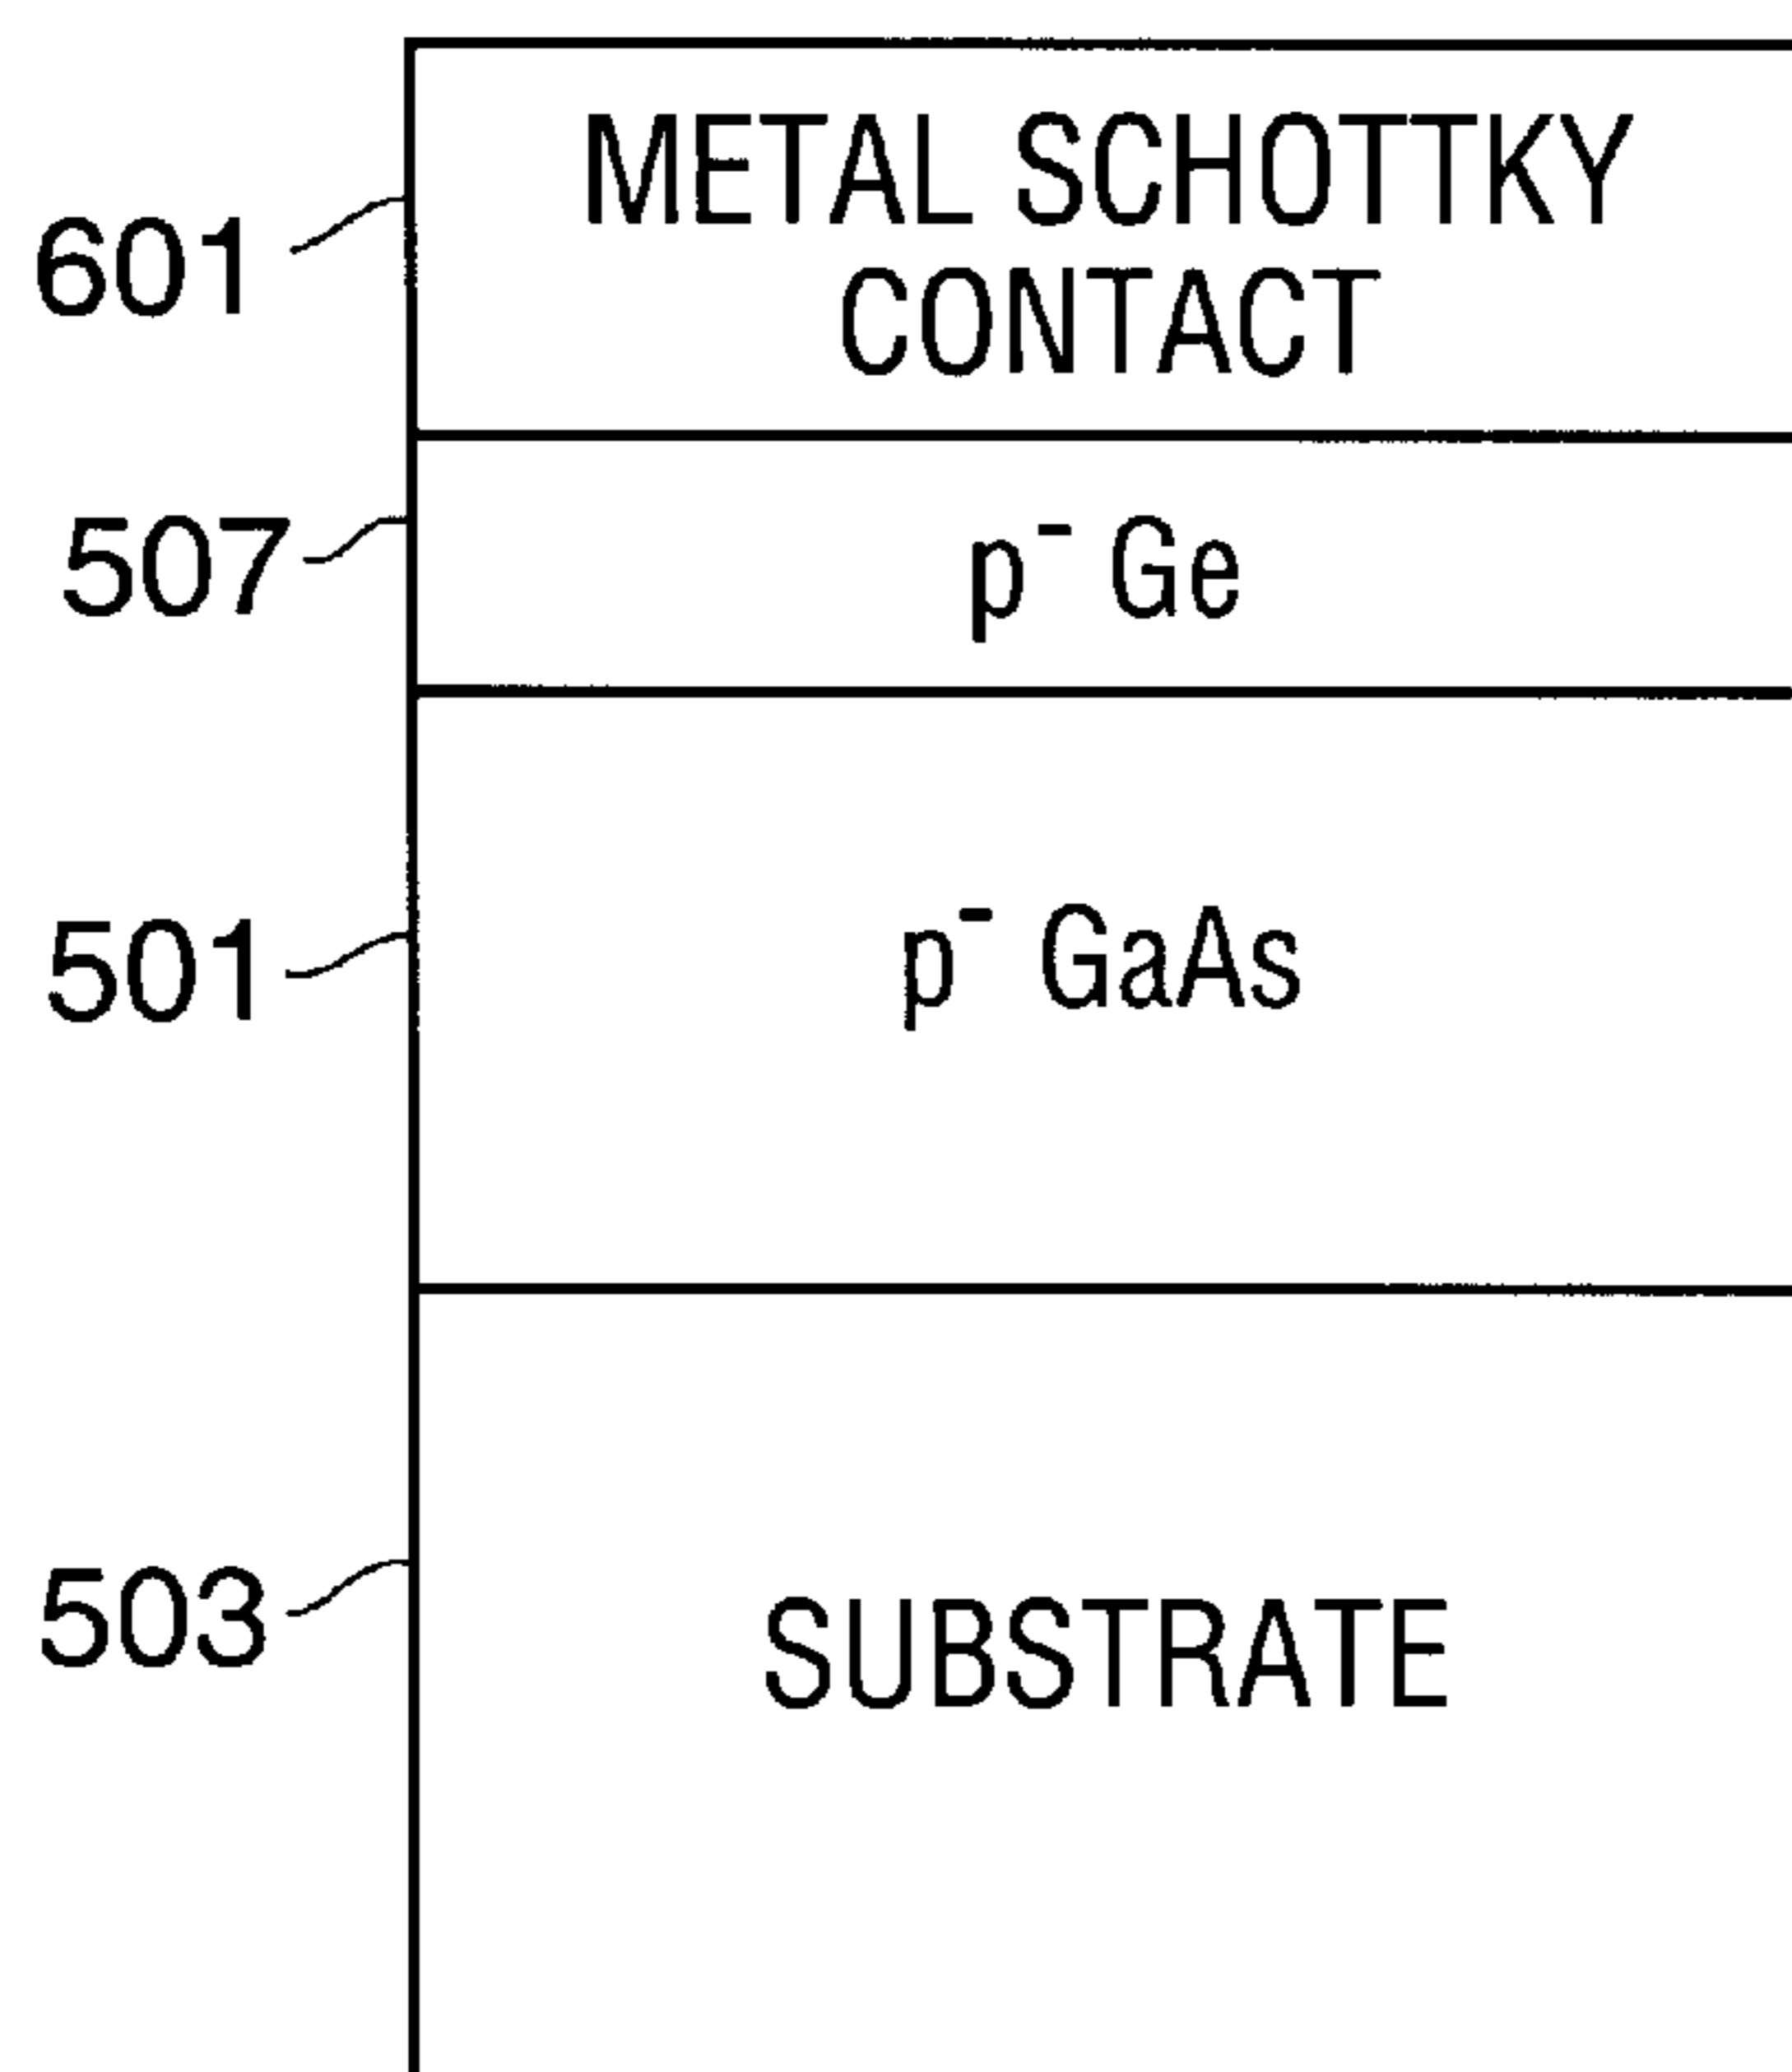 METAL SCHOTTKY
CONTACT
601
507
p⁻ Ge
501
p⁻ GaAs
503
SUBSTRATE